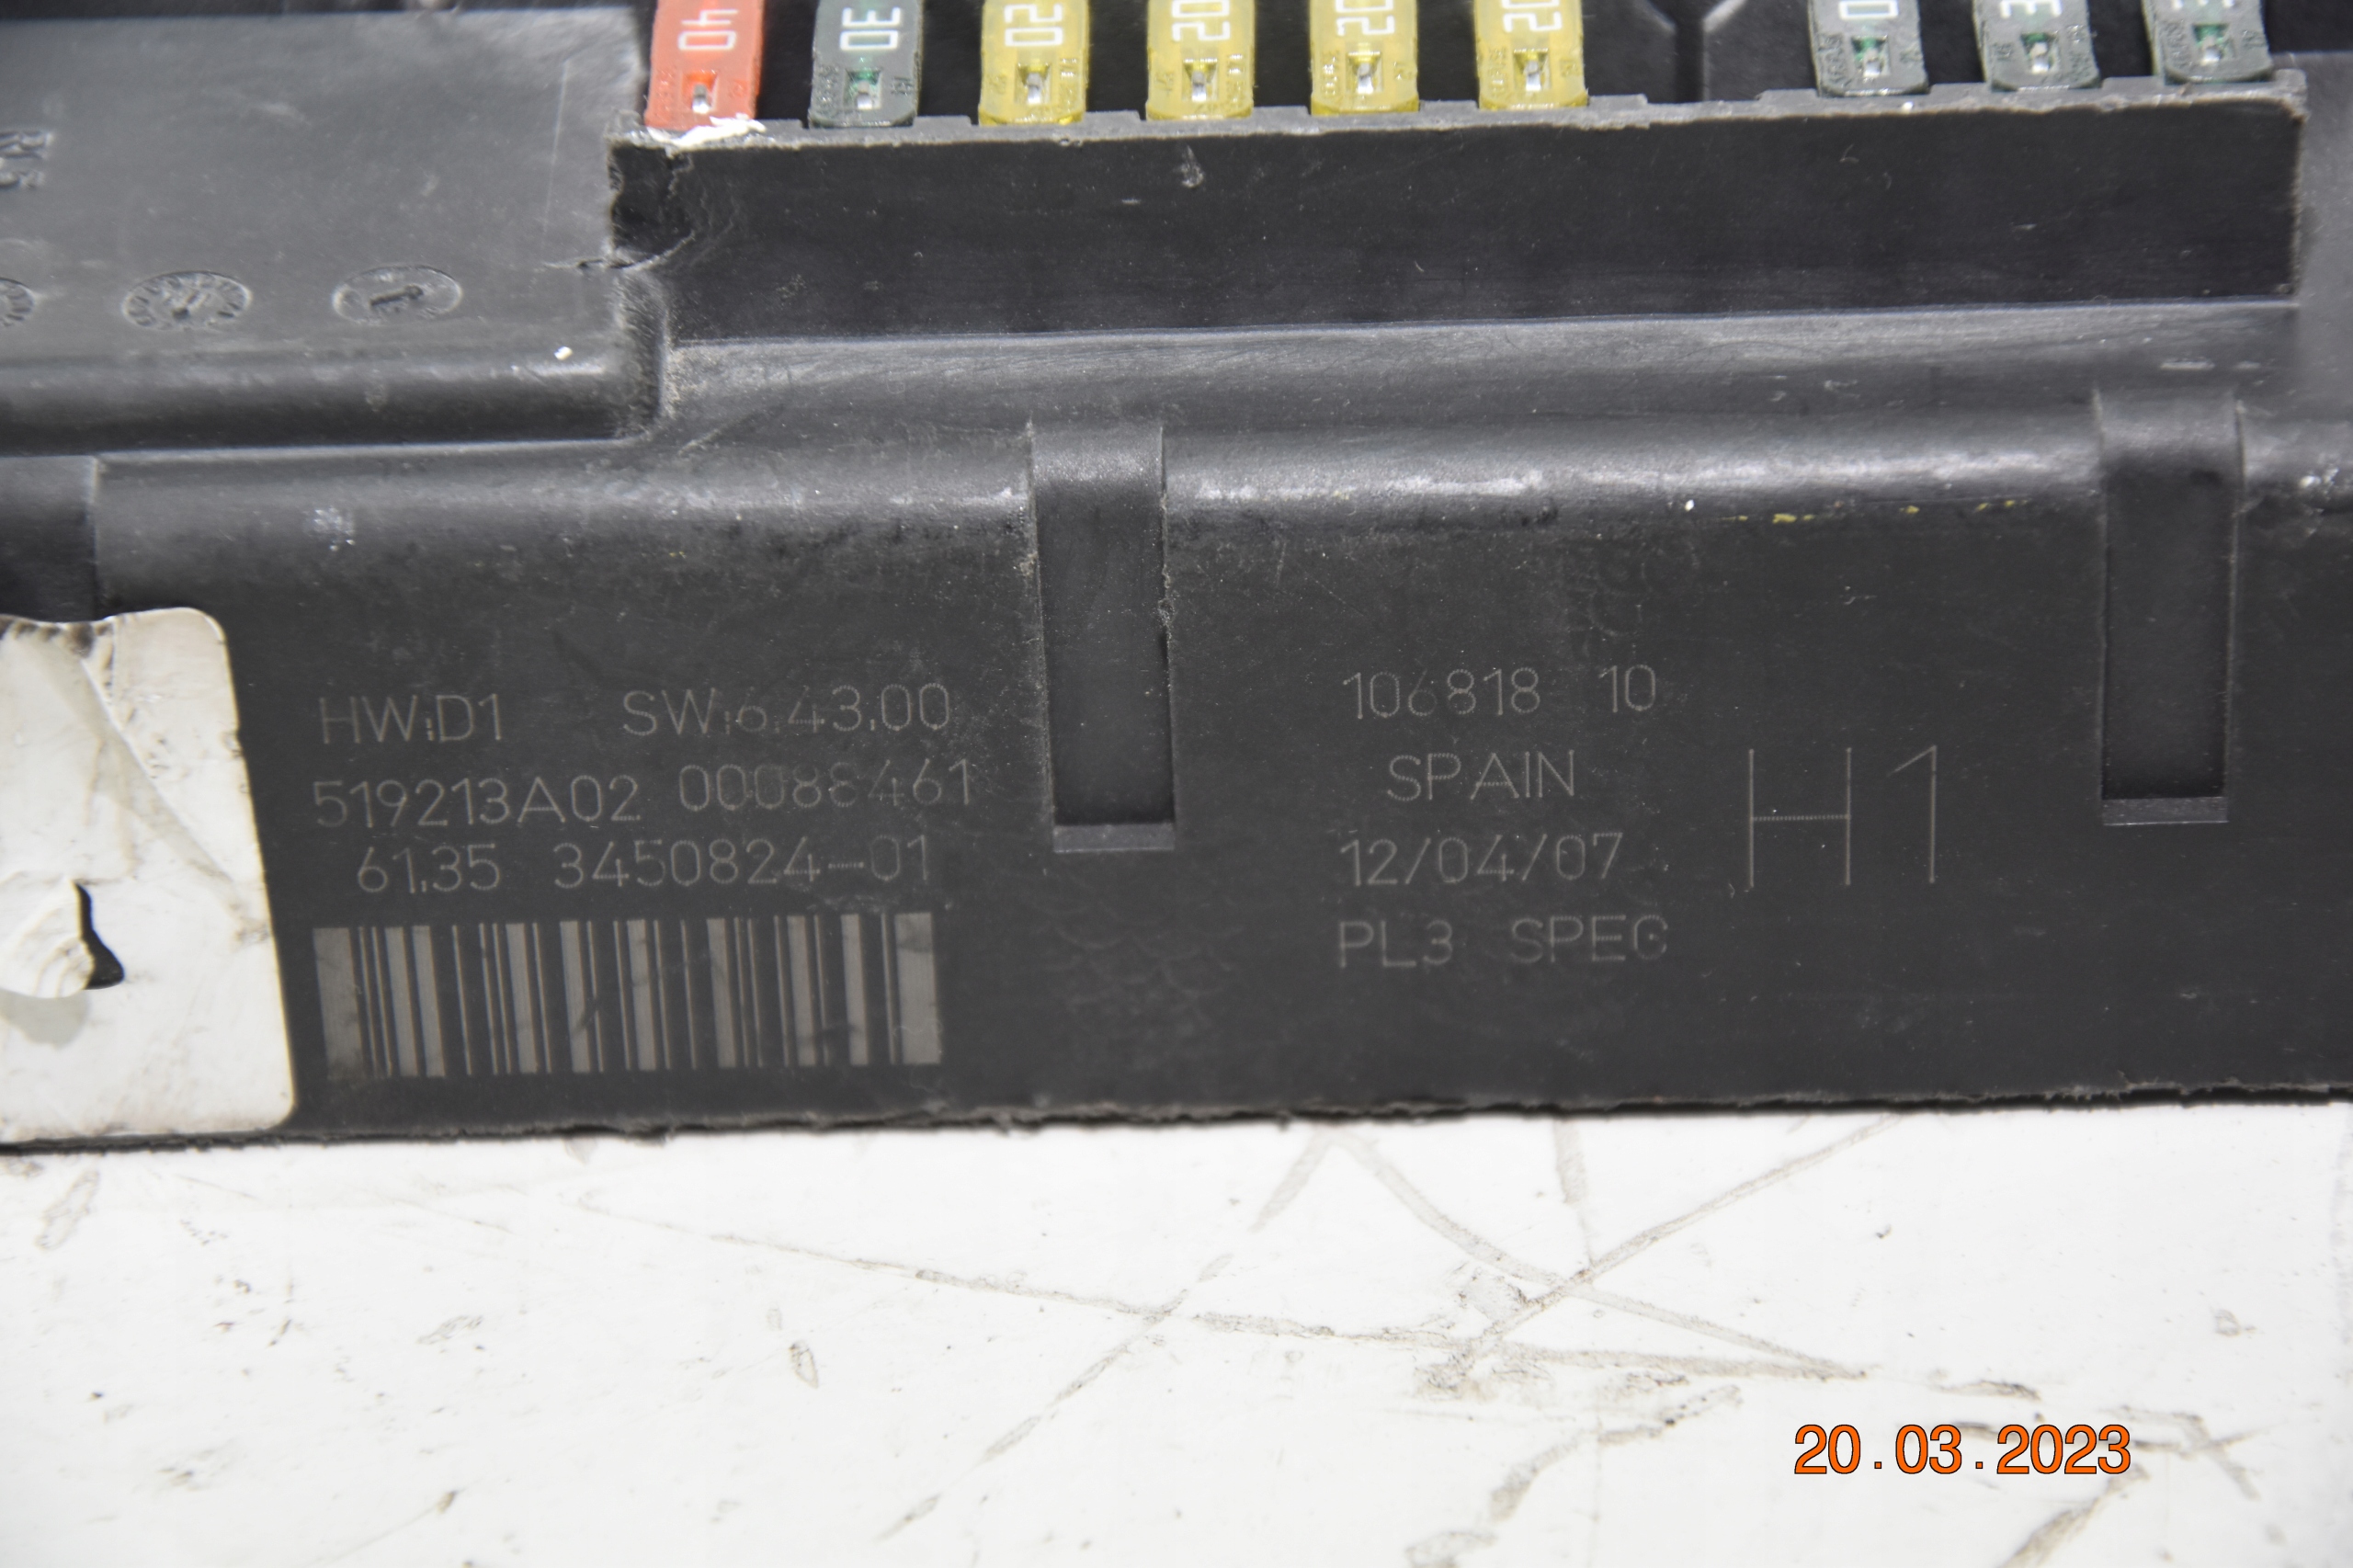 40 30 20 20 20 20
HW:D1 SW:6.43.00
519213A02 00088461
61.35 3450824-01
106818 10
SPAIN
12/04/07
PL3 SPEC
H1
20.03.2023